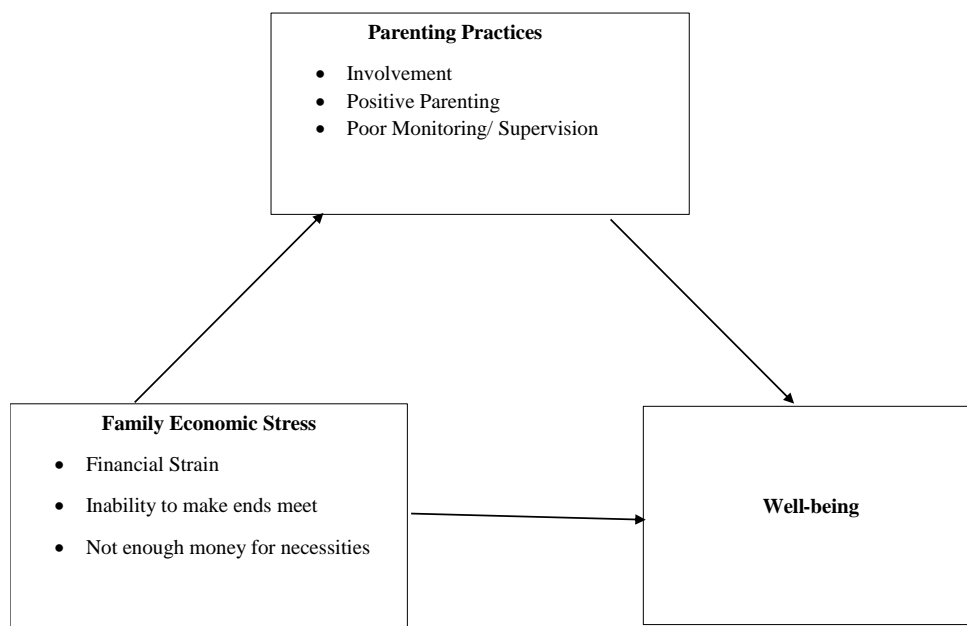 Parenting Practices
• Involvement
• Positive Parenting
• Poor Monitoring/ Supervision
Family Economic Stress
• Financial Strain
• Inability to make ends meet
• Not enough money for necessities
Well-being